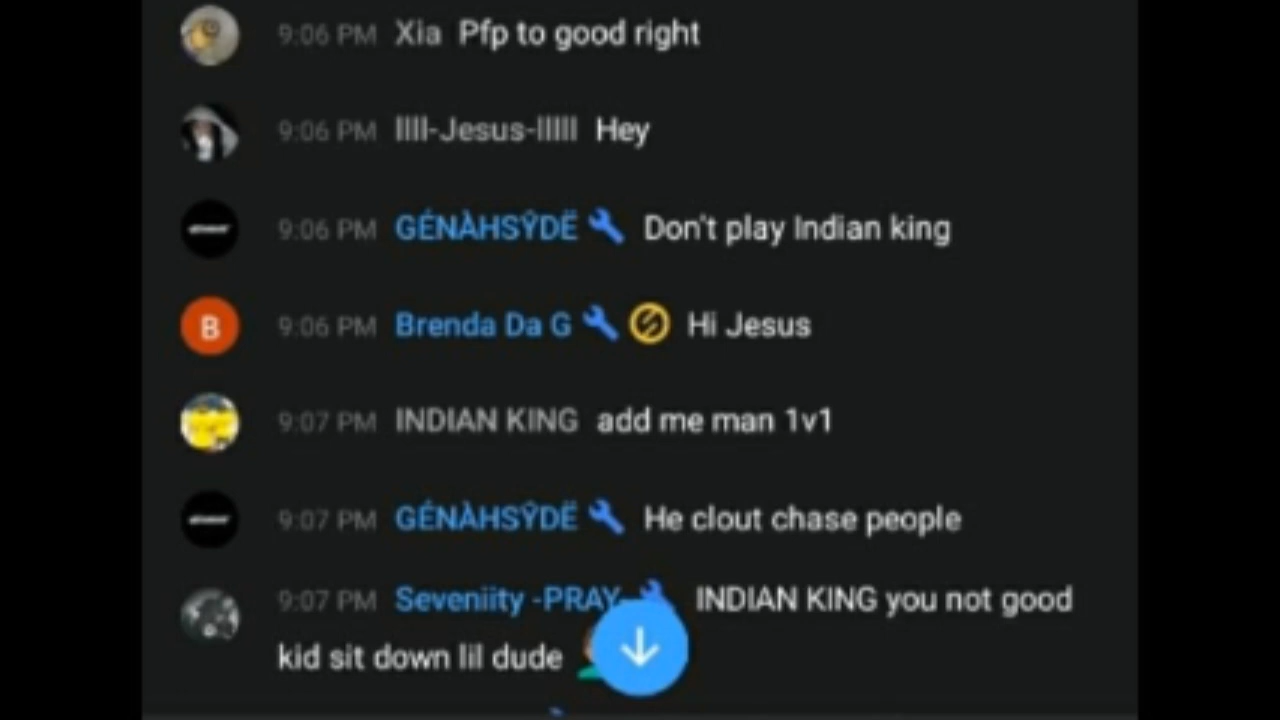 9:06 PM Xia Pfp to good right
9:06 PM IIII-Jesus-IIIII Hey
9:06 PM GÉNÀHSŶDË Don't play Indian king
B 9:06 PM Brenda Da G Hi Jesus
9:07 PM INDIAN KING add me man 1v1
9:07 PM GÉNÀHSŶDË He clout chase people
9:07 PM Seveniity -PRAY- INDIAN KING you not good
kid sit down lil dude